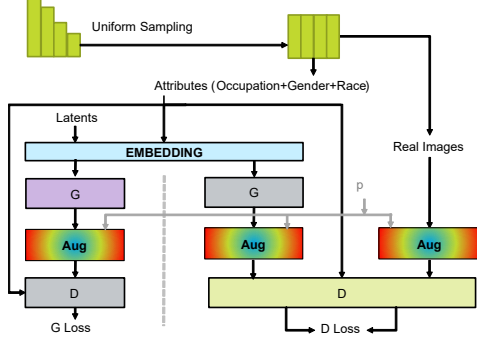 Uniform Sampling
Attributes (Occupation+Gender+Race)
Latents
EMBEDDING
Real Images
G
G
p
Aug
Aug
Aug
D
D
G Loss
D Loss